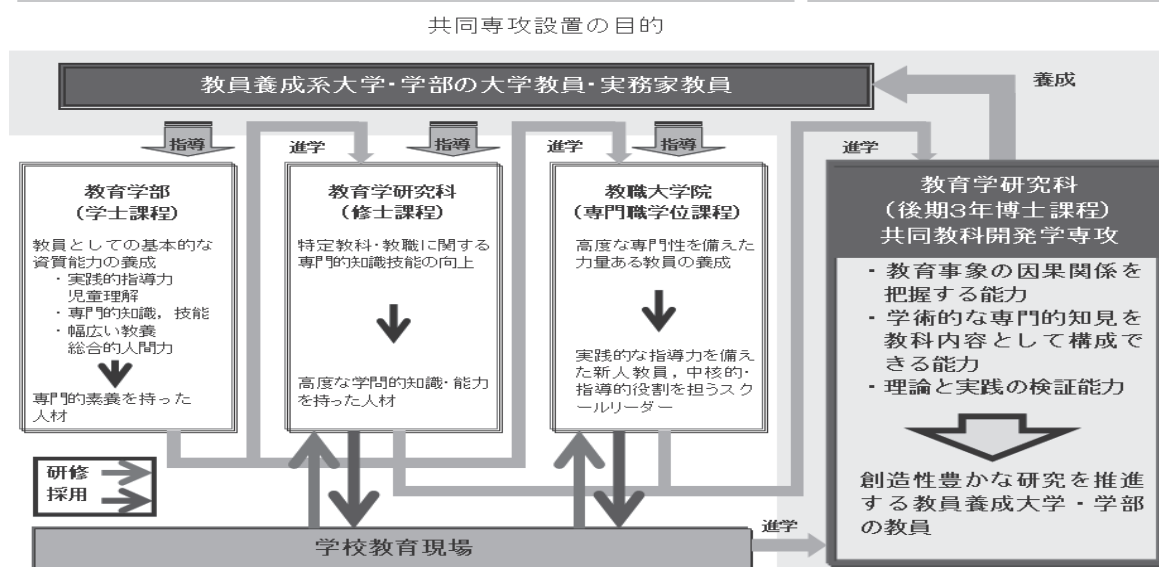 共同専攻設置の目的
教員養成系大学・学部の大学教員・実務家教員
養成
指導
進学
指導
進学
指導
進学
教育学部
(学士課程)
教員としての基本的な
資質能力の養成
・実践的指導力
児童理解
・専門的知識，技能
・幅広い教養
総合的人間力
専門的素養を持った
人材
教育学研究科
(修士課程)
特定教科・教職に関する
専門的知識技能の向上
高度な学問的知識・能力
を持った人材
教職大学院
(専門職学位課程)
高度な専門性を備えた
力量ある教員の養成
実践的な指導力を備え
た新人教員，中核的・
指導的役割を担うスク
ールリーダー
教育学研究科
(後期3年博士課程)
共同教科開発学専攻
・教育事象の因果関係を
把握する能力
・学術的な専門的知見を
教科内容として構成で
きる能力
・理論と実践の検証能力
創造性豊かな研究を推進
する教員養成大学・学部
の教員
研修
採用
学校教育現場
進学